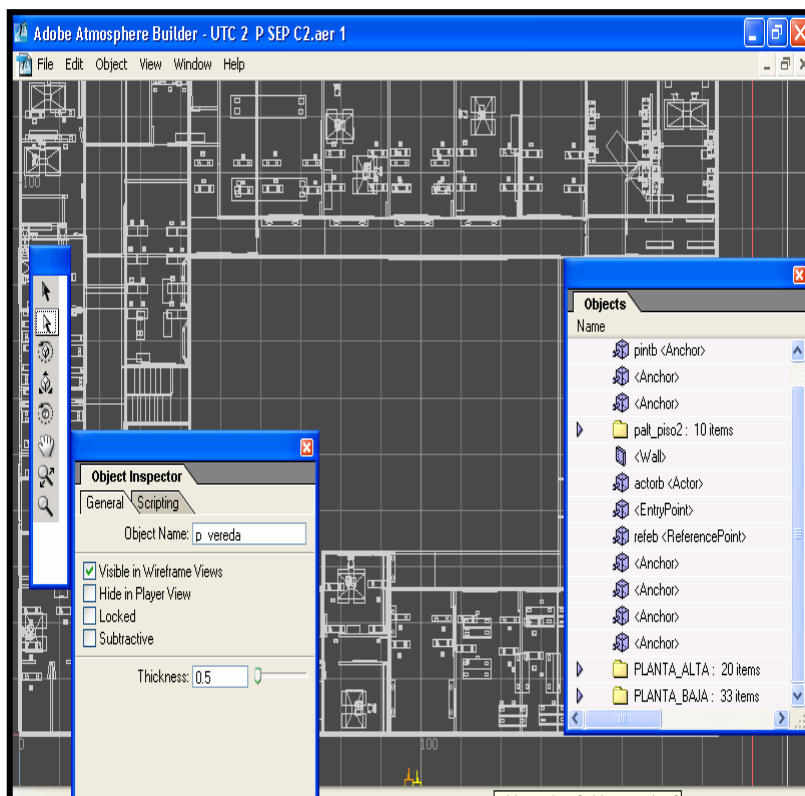 Adobe Atmosphere Builder - UTC 2 P SEP C2.aer 1
File Edit Object View Window Help
100
Objects
Name
pintb <Anchor>
<Anchor>
<Anchor>
palt_piso2 : 10 items
<Wall>
actorb <Actor>
<EntryPoint>
refeb <ReferencePoint>
<Anchor>
<Anchor>
<Anchor>
<Anchor>
PLANTA_ALTA : 20 items
PLANTA_BAJA : 33 items
Object Inspector
General Scripting
Object Name: p_vereda
Visible in Wireframe Views
Hide in Player View
Locked
Subtractive
Thickness: 0.5
0
100